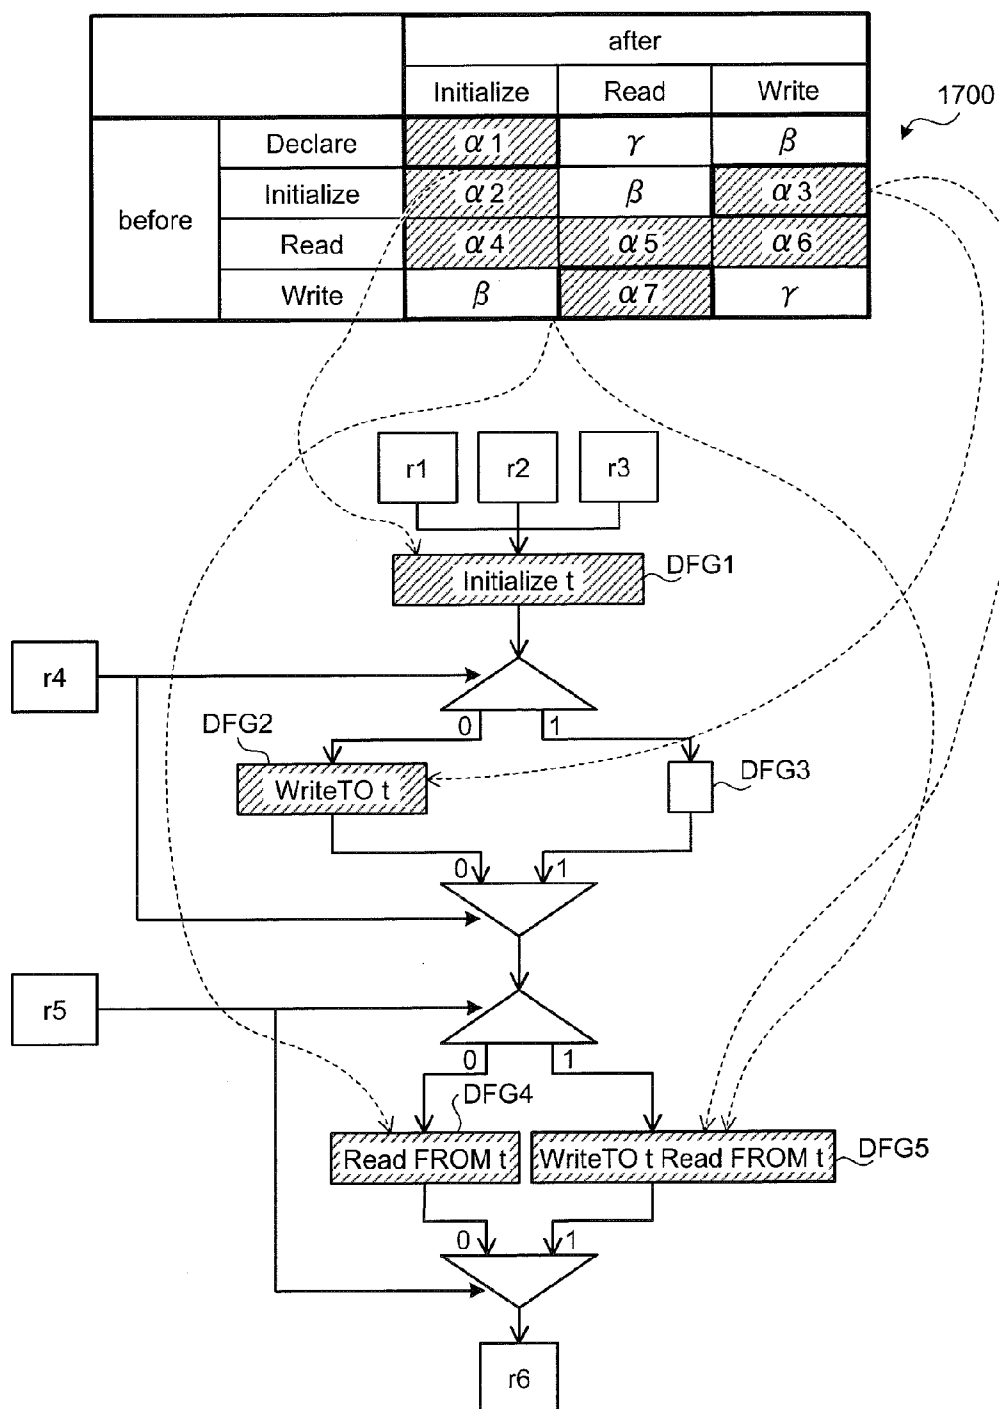 after
Initialize Read Write
1700
before
Declare α1 γ β
Initialize α2 β α3
Read α4 α5 α6
Write β α7 γ
r1 r2 r3
Initialize t DFG1
r4
0 1
DFG2
WriteTO t DFG3
0 1
r5
0 1
DFG4
Read FROM t WriteTO t Read FROM t DFG5
0 1
r6